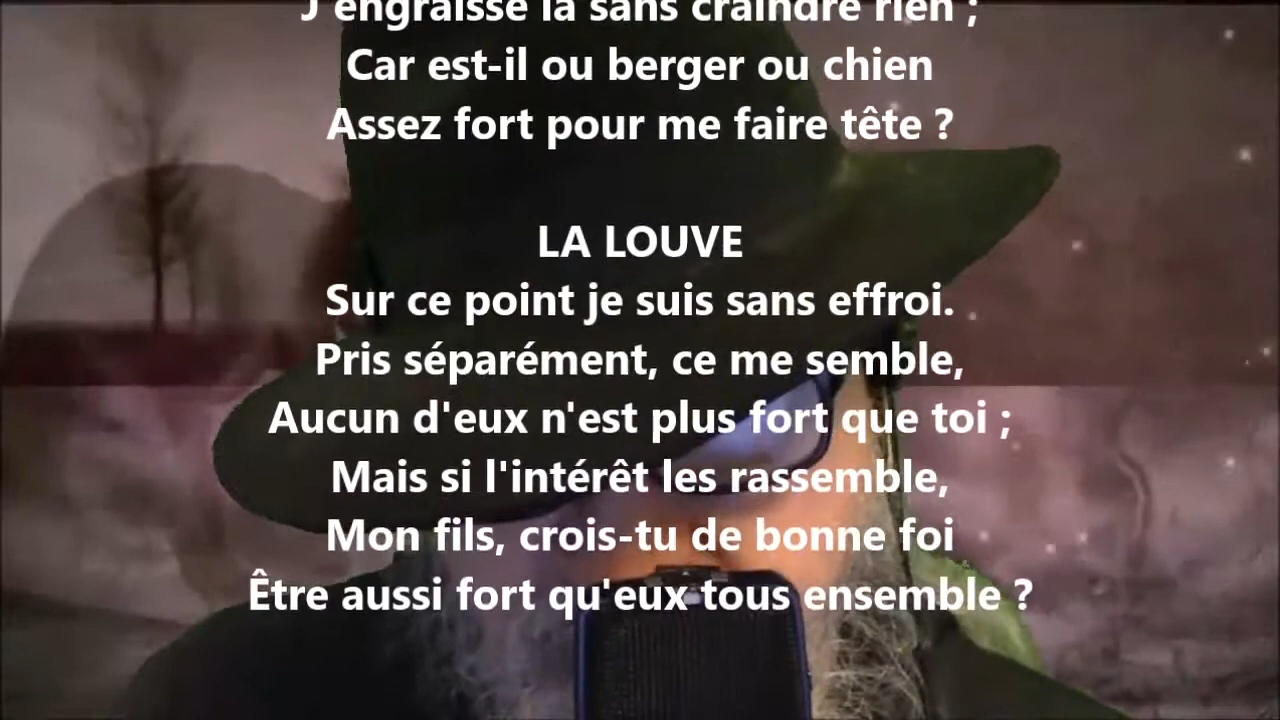 J'engraisse là sans craindre rien ;
Car est-il ou berger ou chien
Assez fort pour me faire tête ?
LA LOUVE
Sur ce point je suis sans effroi.
Pris séparément, ce me semble,
Aucun d'eux n'est plus fort que toi ;
Mais si l'intérêt les rassemble,
Mon fils, crois-tu de bonne foi
Être aussi fort qu'eux tous ensemble ?